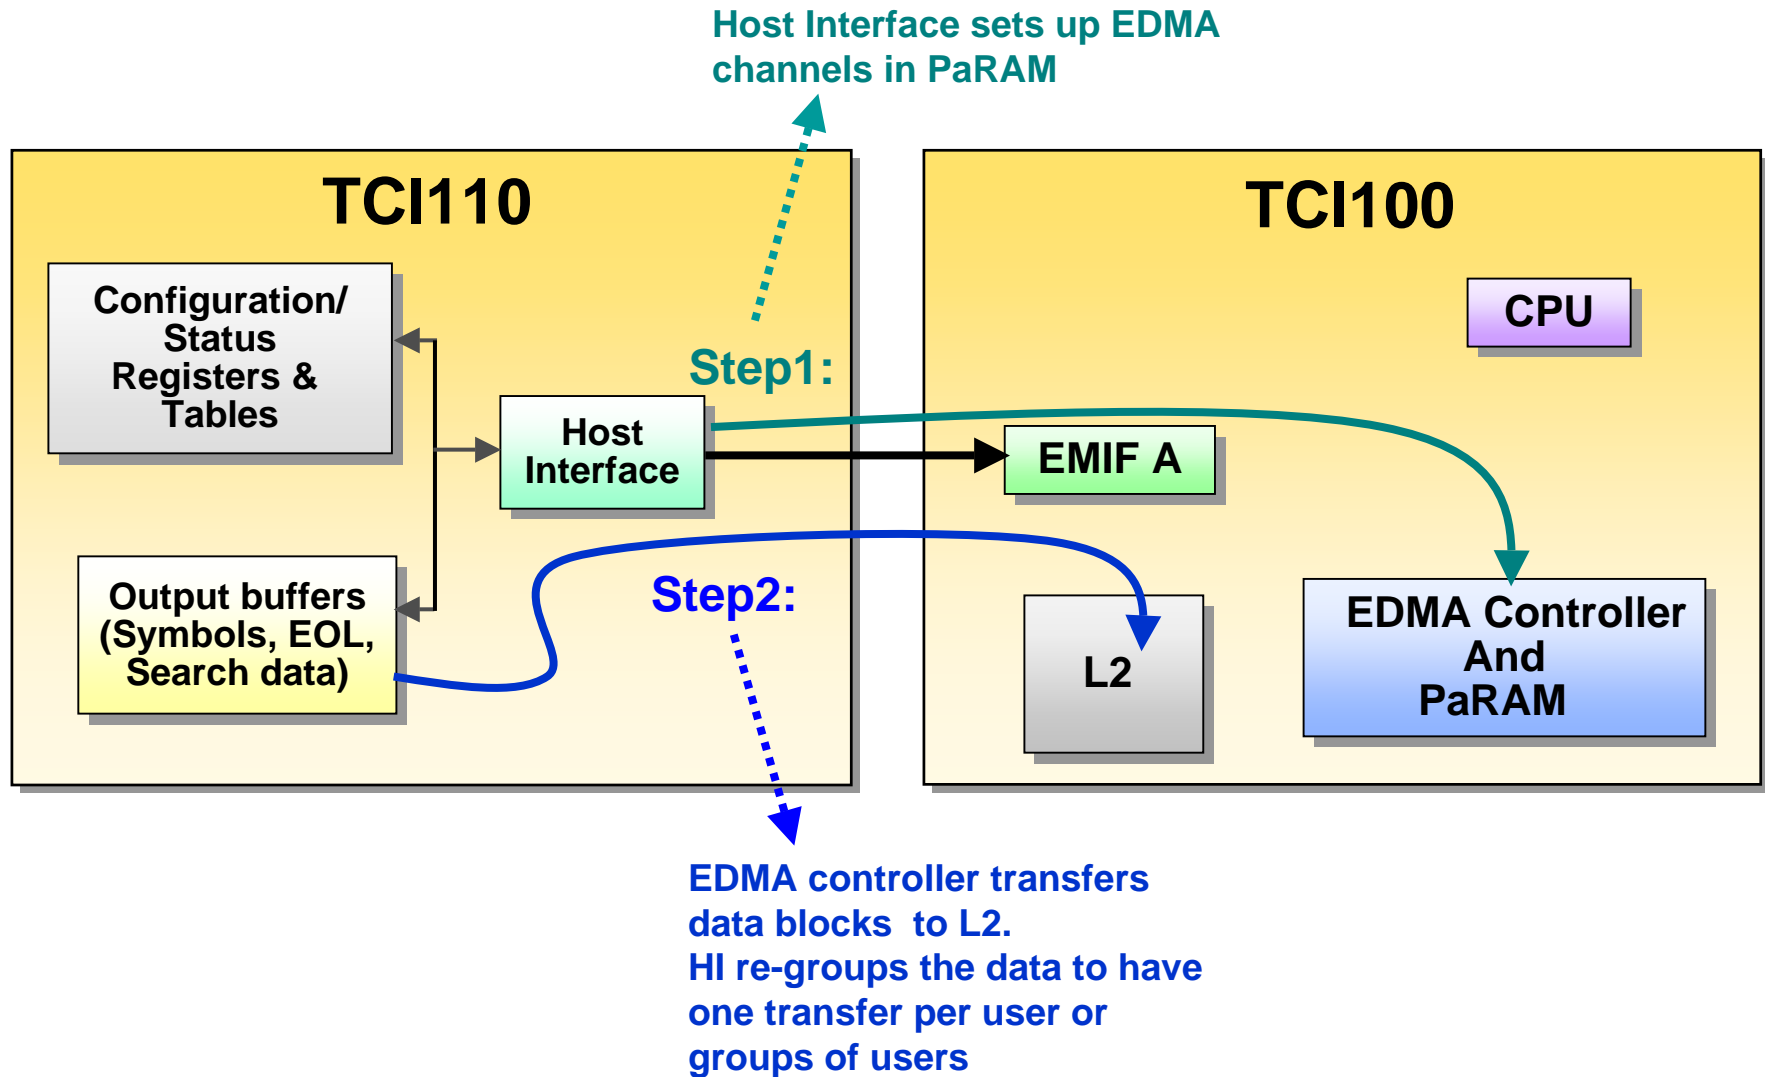 Host Interface sets up EDMA
channels in PaRAM
TCI110
TCI100
Configuration/
Status
Registers &
Tables
CPU
Step1:
Host
Interface
EMIF A
Output buffers
(Symbols, EOL,
Search data)
Step2:
L2
EDMA Controller
And
PaRAM
EDMA controller transfers
data blocks  to L2.
HI re-groups the data to have
one transfer per user or
groups of users